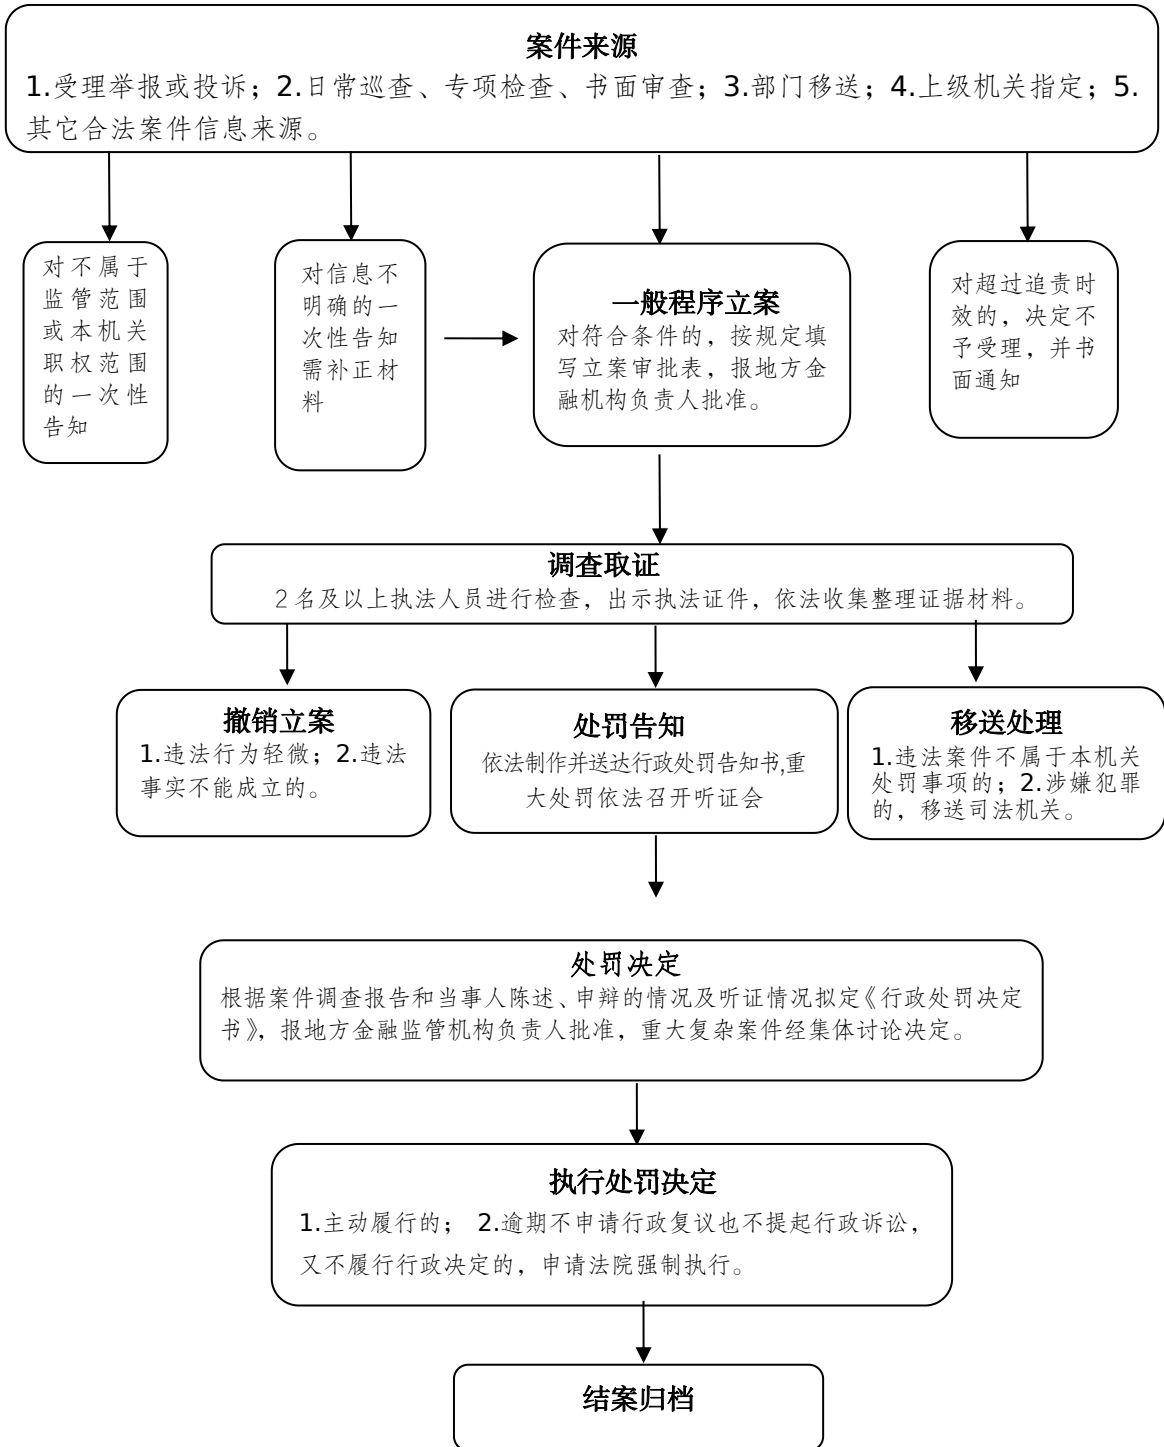 案件来源
1.受理举报或投诉；2.日常巡查、专项检查、书面审查；3.部门移送；4.上级机关指定；5.
其它合法案件信息来源。
对不属于
监管范围
或本机关
职权范围
的一次性
告知
对信息不
明确的一
次性告知
需补正材
料
一般程序立案
对符合条件的，按规定填
写立案审批表，报地方金
融机构负责人批准。
对超过追责时
效的，决定不
予受理，并书
面通知
调查取证
2名及以上执法人员进行检查，出示执法证件，依法收集整理证据材料。
撤销立案
1.违法行为轻微；2.违法
事实不能成立的。
处罚告知
依法制作并送达行政处罚告知书,重
大处罚依法召开听证会
移送处理
1.违法案件不属于本机关
处罚事项的；2.涉嫌犯罪
的，移送司法机关。
处罚决定
根据案件调查报告和当事人陈述、申辩的情况及听证情况拟定《行政处罚决定
书》，报地方金融监管机构负责人批准，重大复杂案件经集体讨论决定。
执行处罚决定
1.主动履行的； 2.逾期不申请行政复议也不提起行政诉讼，
又不履行行政决定的，申请法院强制执行。
结案归档